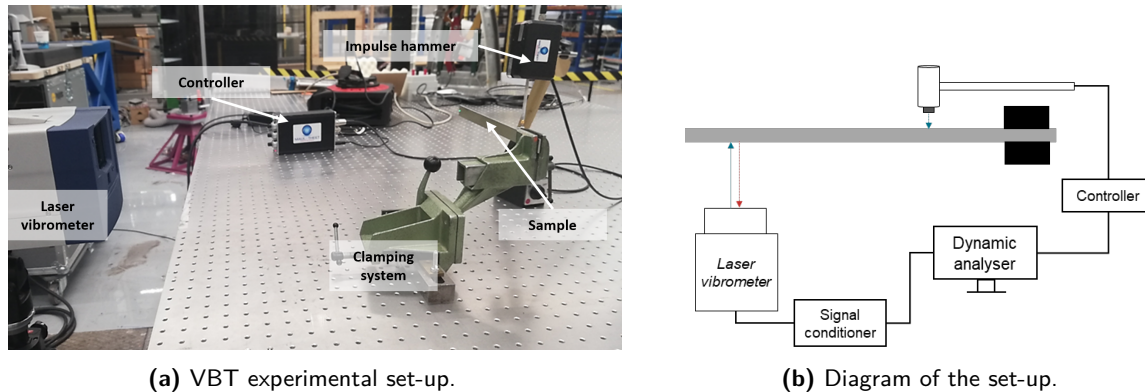 Impulse hammer
Controller
Laser
vibrometer
Sample
Clamping
system
Controller
Dynamic
analyser
Laser
vibrometer
Signal
conditioner
(a) VBT experimental set-up.
(b) Diagram of the set-up.